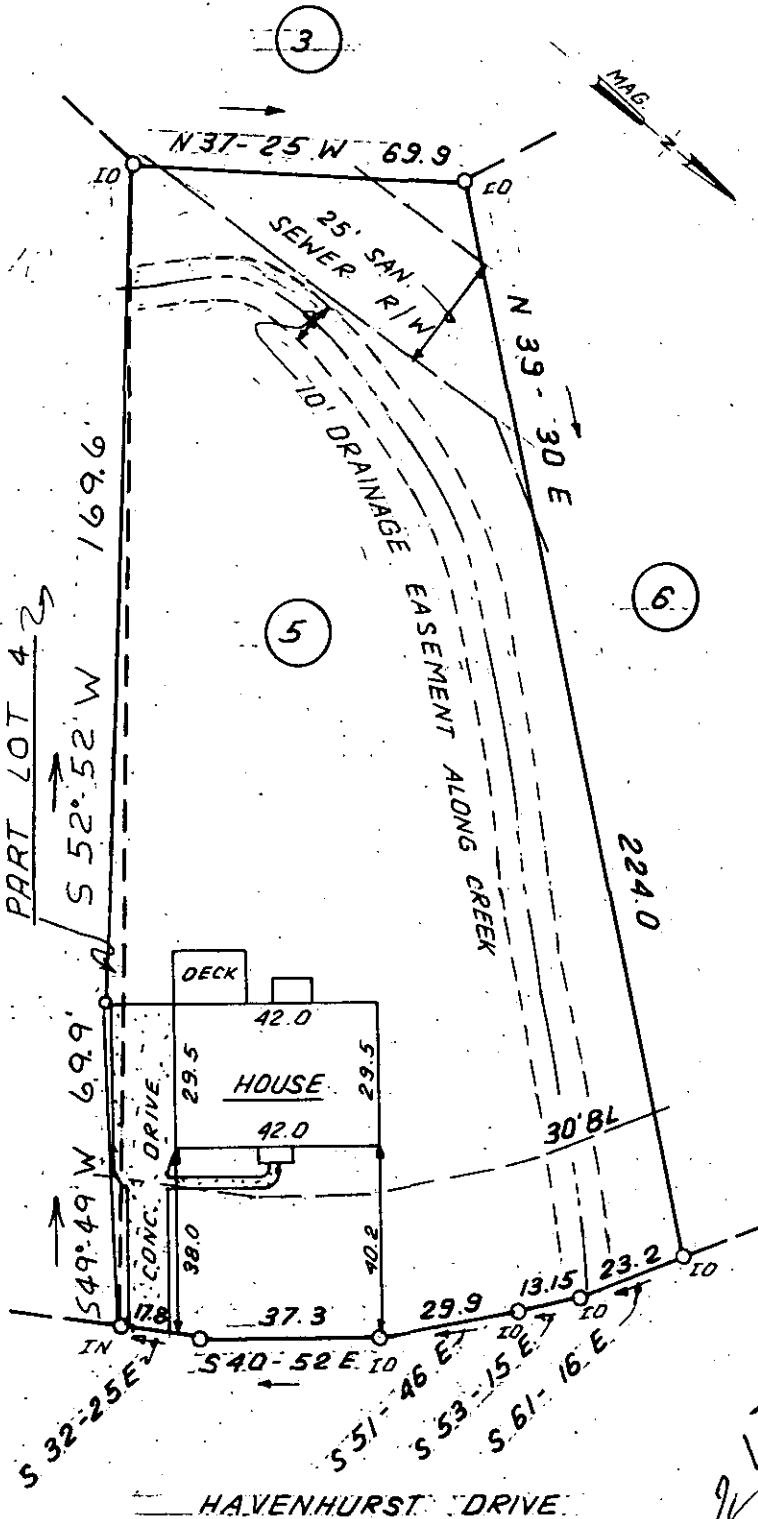 3
MAG.
N
N 37-25 W 69.9
IO
IO
25' SAN.
SEWER R/W
N 39-30 E
224.0
10' DRAINAGE EASEMENT ALONG CREEK
169.6'
S 52°-52' W
PART LOT 4
5
6
DECK
42.0
29.5
HOUSE
29.5
42.0
S49°-49 W 69.9'
CONC. DRIVE
30' BL
38.0
40.2
17.8
37.3
29.9
13.15
23.2
IO
IO
IO
IO
IN
S 40-52 E
S 32-25 E
S 51-46 E
S 53-15 E
S 61-16 E
HAVENHURST DRIVE